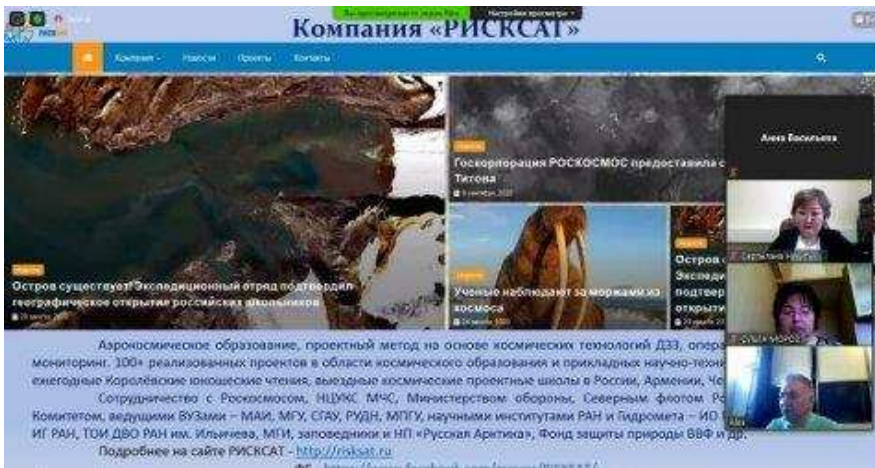 Компания «РИСКСАТ»
Компания
Новости
Проекты
Контакты
Остров существует! Экспедиционный отряд подтвердил
географическое открытие российских школьников
Госкорпорация РОСКОСМОС предоставила с
Титова
Ученые наблюдают за моржами из
космоса
Остров с
Экспеди
подтвер
открыти
Анна Васильева
Аэрокосмическое образование, проектный метод на основе космических технологий ДЗЗ, опера
мониторинг. 100+ реализованных проектов в области космического образования и прикладных научно-техни
ежегодные Королёвские юношеские чтения, выездные космические проектные школы в России, Армении, Че
Сотрудничество с Роскосмосом, НЦУКС МЧС, Министерством обороны, Северным флотом Ро
Комитетом, ведущими ВУЗами – МАИ, МГУ, СГАУ, РУДН, МПГУ, научными институтами РАН и Гидромета – ИО
ИГ РАН, ТОИ ДВО РАН им. Ильичева, МГИ, заповедники и НП «Русская Арктика», Фонд защиты природы ВВФ и др.
Подробнее на сайте РИСКСАТ - http://risksat.ru